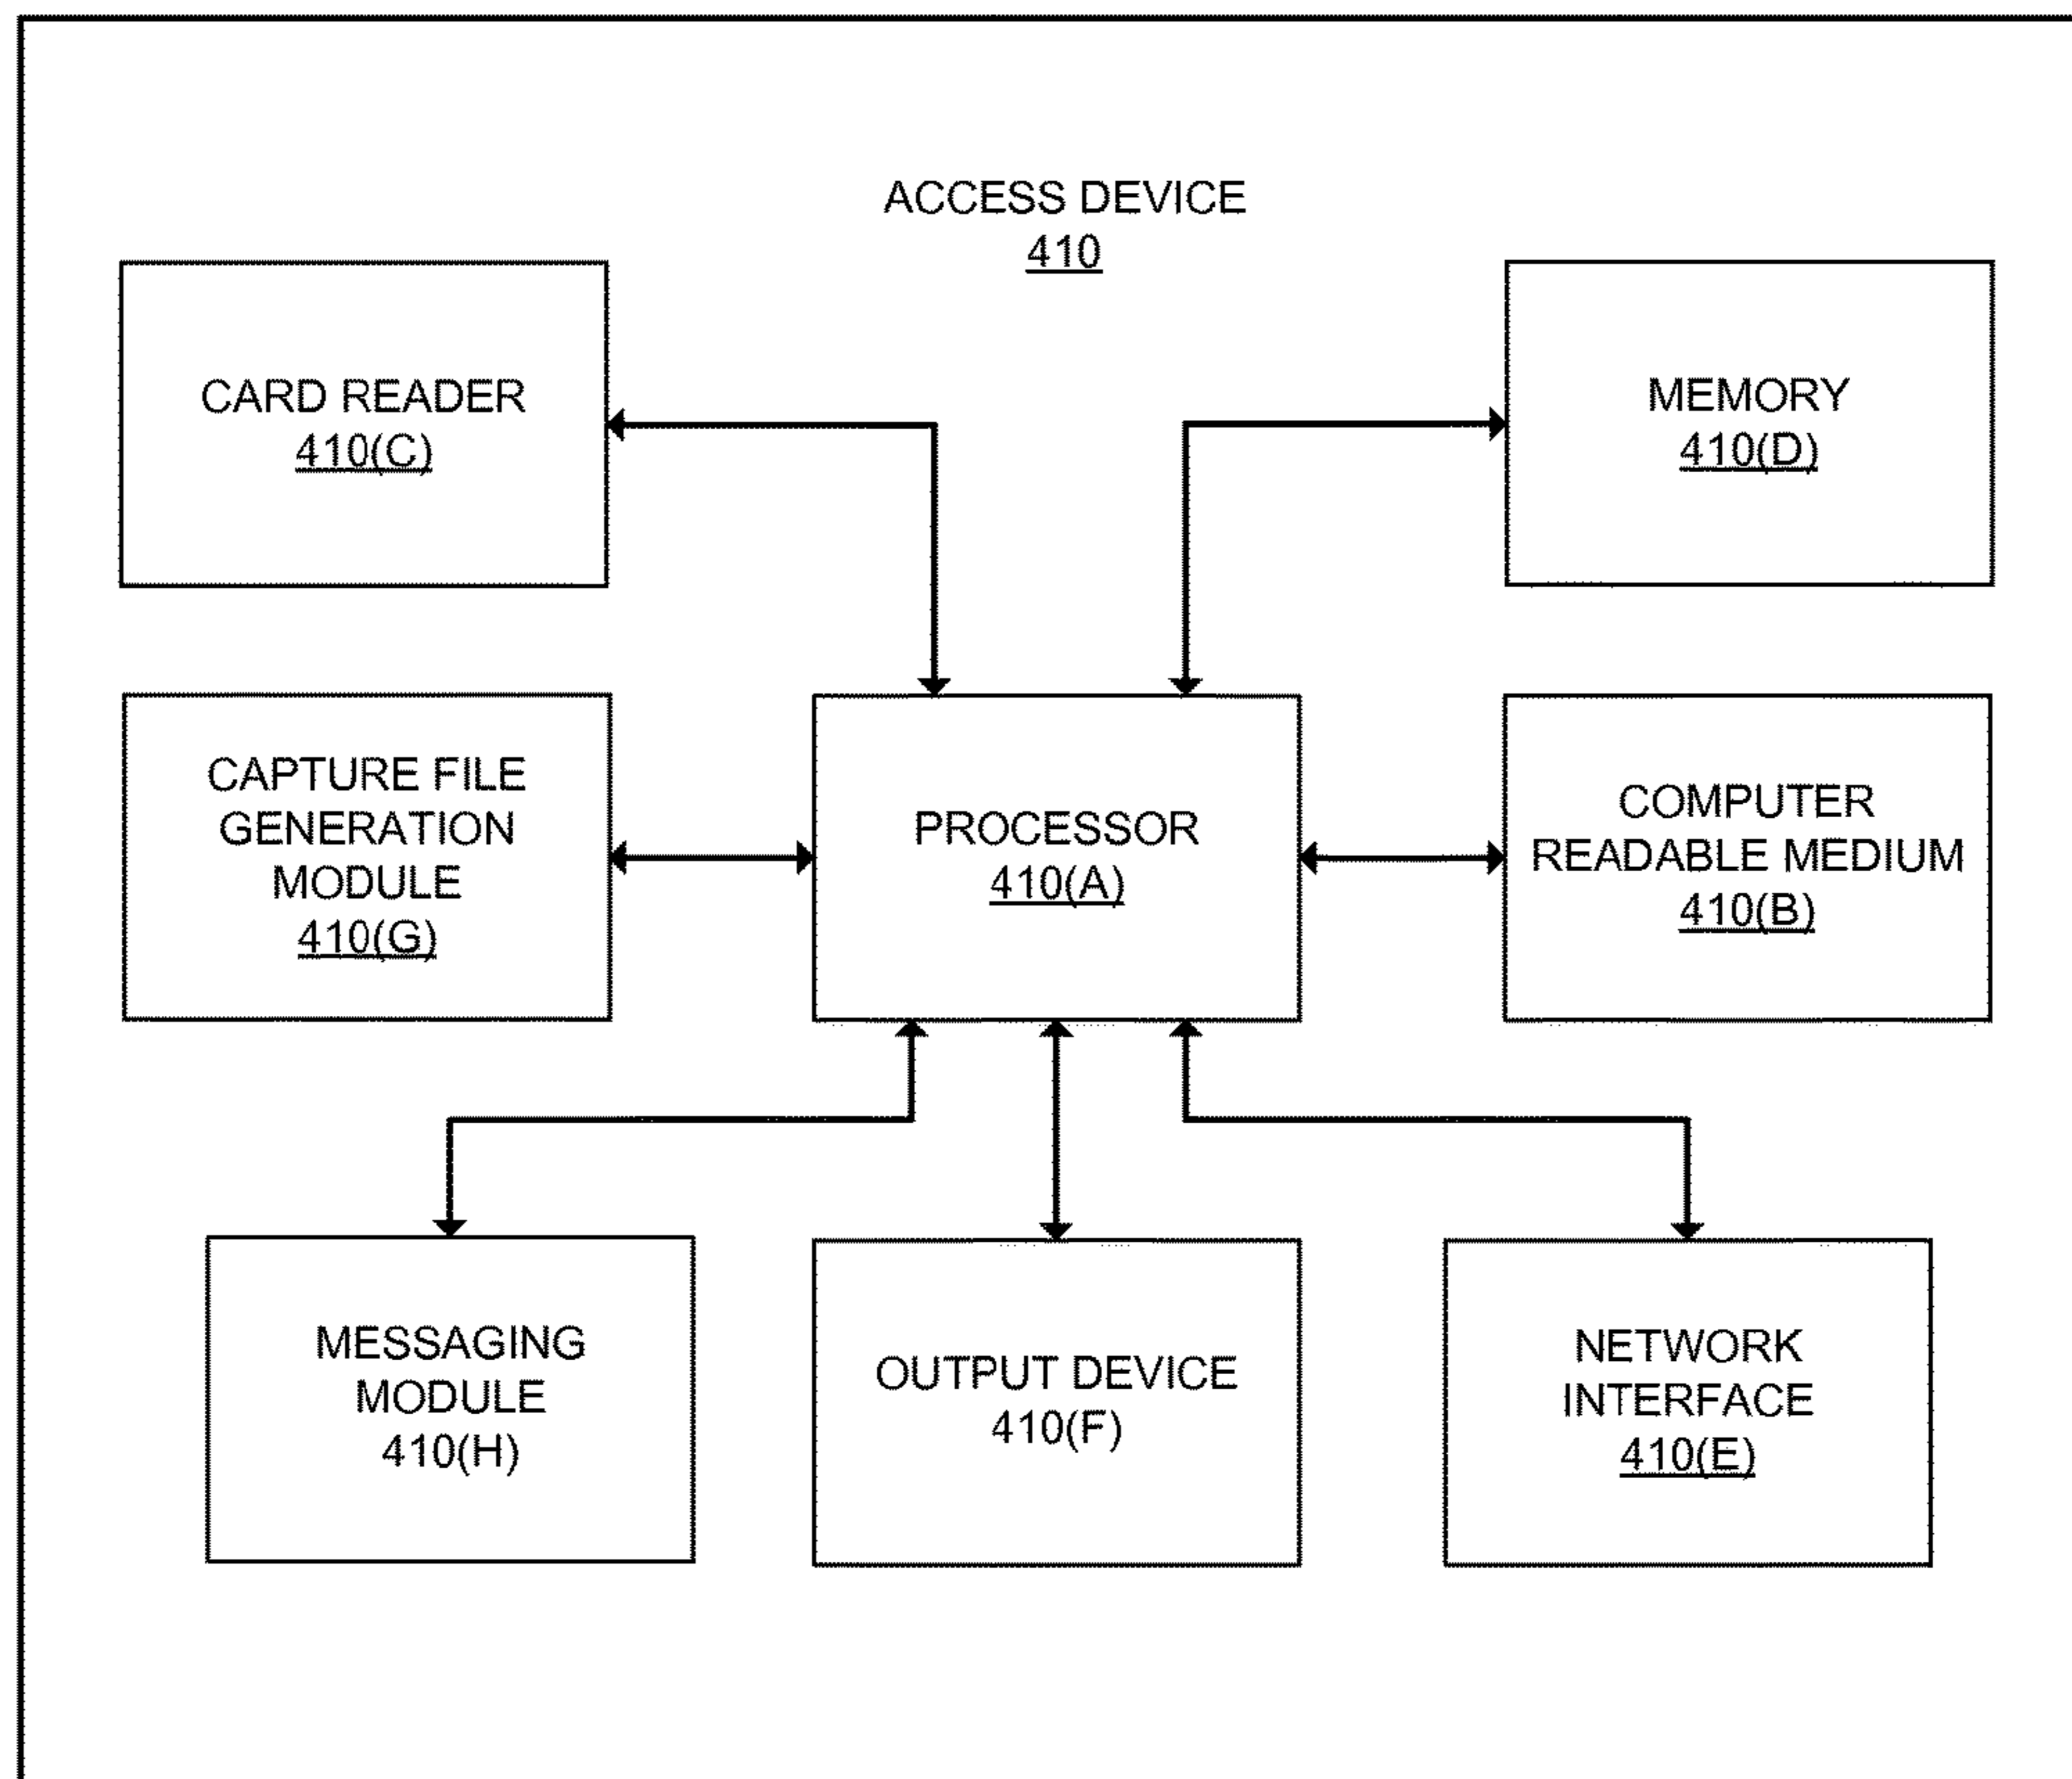 ACCESS DEVICE
410
CARD READER
410(C)
MEMORY
410(D)
CAPTURE FILE
GENERATION
MODULE
410(G)
PROCESSOR
410(A)
COMPUTER
READABLE MEDIUM
410(B)
MESSAGING
MODULE
410(H)
OUTPUT DEVICE
410(F)
NETWORK
INTERFACE
410(E)